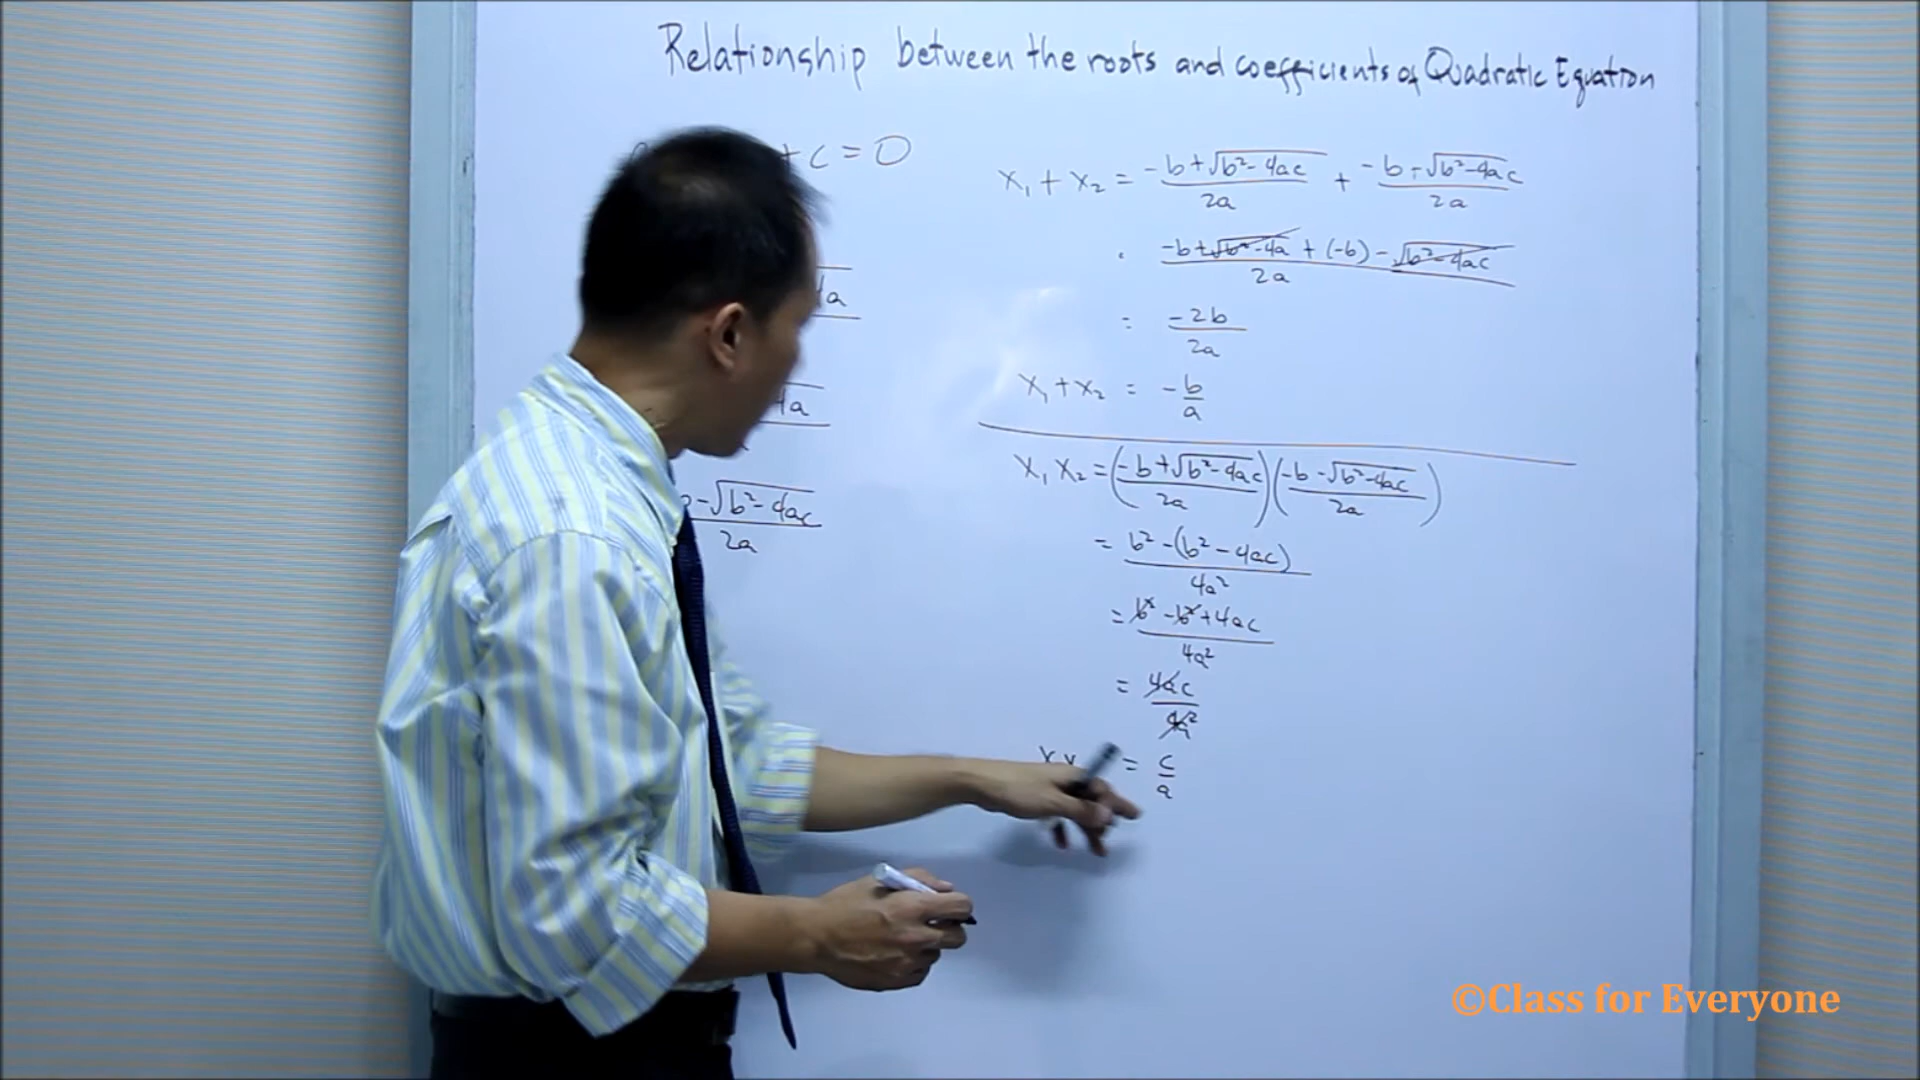 Relationship between the roots and coefficients of Quadratic Equation
+ c = 0
4a
4a
-√(b²-4ac)
2a
x₁ + x₂ = (-b+√(b²-4ac))/2a + (-b-√(b²-4ac))/2a
(-b+√(b²-4a) + (-b) - √(b²-4ac))/2a
= -2b/2a
x₁ + x₂ = -b/a
x₁ x₂ = ((-b+√(b²-4ac))/2a)((-b-√(b²-4ac))/2a)
= (b²-(b²-4ac))/4a²
= (b²-b²+4ac)/4a²
= 4ac/4a²
= c/a
©Class for Everyone